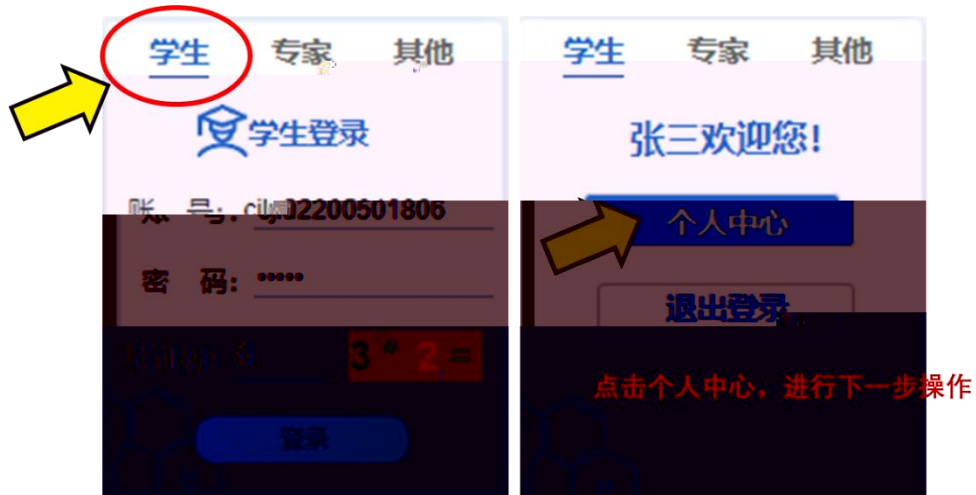 学生 专家 其他
学生登录
账 号:
密 码: •••••
3 * 2 =
登录
学生 专家 其他
张三欢迎您!
个人中心
退出登录
点击个人中心，进行下一步操作